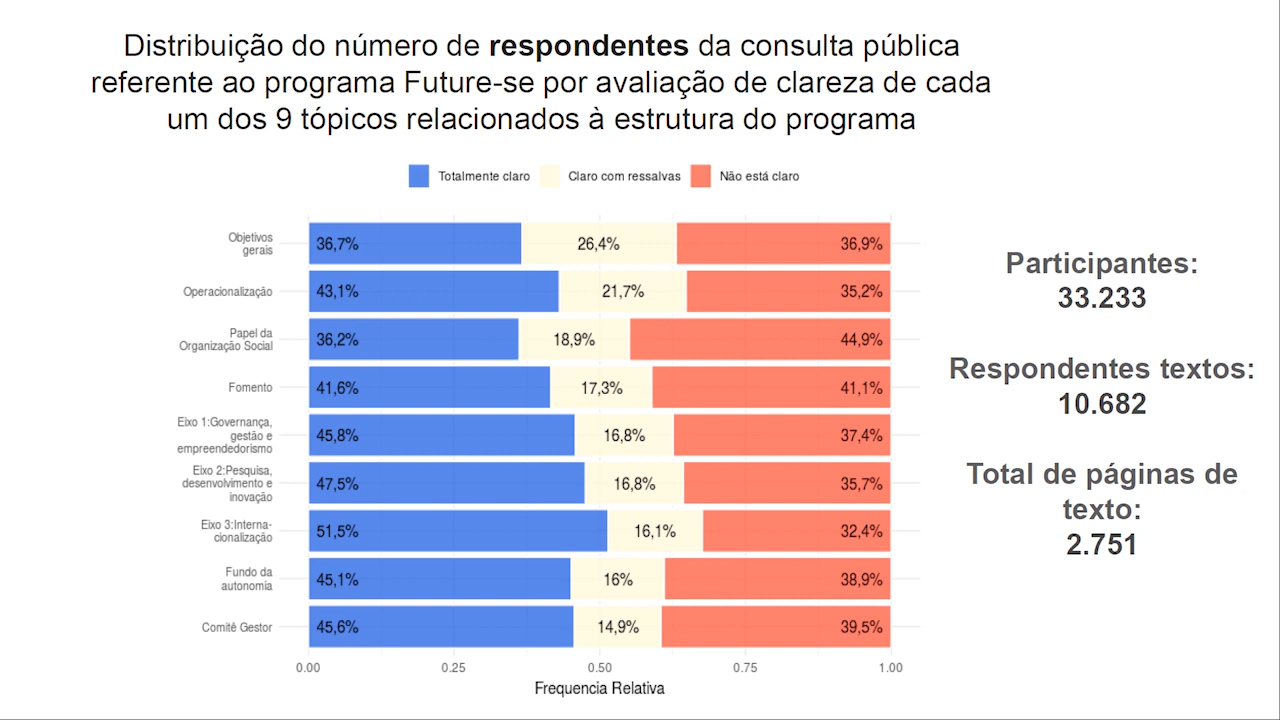 Distribuição do número de respondentes da consulta pública
referente ao programa Future-se por avaliação de clareza de cada
um dos 9 tópicos relacionados à estrutura do programa
Totalmente claro
Claro com ressalvas
Não está claro
Objetivos
gerais
36,7%
26,4%
36,9%
Operacionalização
43,1%
21,7%
35,2%
Papel da
Organização Social
36,2%
18,9%
44,9%
Fomento
41,6%
17,3%
41,1%
Eixo 1:Governança,
gestão e
empreendedorismo
45,8%
16,8%
37,4%
Eixo 2:Pesquisa,
desenvolvimento e
inovação
47,5%
16,8%
35,7%
Eixo 3:Interna-
cionalização
51,5%
16,1%
32,4%
Fundo da
autonomia
45,1%
16%
38,9%
Comitê Gestor
45,6%
14,9%
39,5%
0.00
0.25
0.50
0.75
1.00
Frequencia Relativa
Participantes:
33.233
Respondentes textos:
10.682
Total de páginas de
texto:
2.751